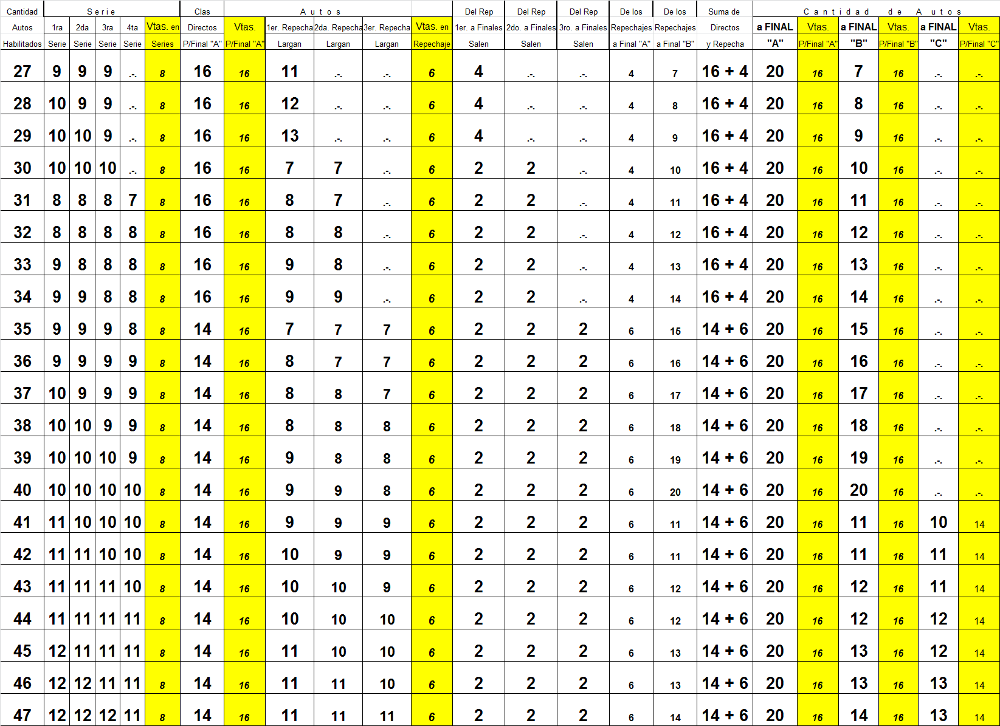 Cantidad Serie Clas Autos Del Rep Del Rep Del Rep De los De los Suma de Cantidad de Autos
Autos 1ra 2da 3ra 4ta Vtas. en Directos Vtas. 1er. Repecha 2da. Repecha 3er. Repecha Vtas. en 1er. a Finales 2do. a Finales 3ro. a Finales Repechajes Repechajes Directos a FINAL Vtas. a FINAL Vtas. a FINAL Vtas.
Habilitados Serie Serie Serie Serie Series P/Final "A" P/Final "A" Largan Largan Largan Repechaje Salen Salen Salen a Final "A" a Final "B" y Repecha "A" P/Final "A" "B" P/Final "B" "C" P/Final "C"
27 9 9 9 .-. 8 16 16 11 .-. .-. 6 4 .-. .-. 4 7 16 + 4 20 16 7 16 .-. .-.
28 10 9 9 .-. 8 16 16 12 .-. .-. 6 4 .-. .-. 4 8 16 + 4 20 16 8 16 .-. .-.
29 10 10 9 .-. 8 16 16 13 .-. .-. 6 4 .-. .-. 4 9 16 + 4 20 16 9 16 .-. .-.
30 10 10 10 .-. 8 16 16 7 7 .-. 6 2 2 .-. 4 10 16 + 4 20 16 10 16 .-. .-.
31 8 8 8 7 8 16 16 8 7 .-. 6 2 2 .-. 4 11 16 + 4 20 16 11 16 .-. .-.
32 8 8 8 8 8 16 16 8 8 .-. 6 2 2 .-. 4 12 16 + 4 20 16 12 16 .-. .-.
33 9 8 8 8 8 16 16 9 8 .-. 6 2 2 .-. 4 13 16 + 4 20 16 13 16 .-. .-.
34 9 9 8 8 8 16 16 9 9 .-. 6 2 2 .-. 4 14 16 + 4 20 16 14 16 .-. .-.
35 9 9 9 8 8 14 16 7 7 7 6 2 2 2 6 15 14 + 6 20 16 15 16 .-. .-.
36 9 9 9 9 8 14 16 8 7 7 6 2 2 2 6 16 14 + 6 20 16 16 16 .-. .-.
37 10 9 9 9 8 14 16 8 8 7 6 2 2 2 6 17 14 + 6 20 16 17 16 .-. .-.
38 10 10 9 9 8 14 16 8 8 8 6 2 2 2 6 18 14 + 6 20 16 18 16 .-. .-.
39 10 10 10 9 8 14 16 9 8 8 6 2 2 2 6 19 14 + 6 20 16 19 16 .-. .-.
40 10 10 10 10 8 14 16 9 9 8 6 2 2 2 6 20 14 + 6 20 16 20 16 .-. .-.
41 11 10 10 10 8 14 16 9 9 9 6 2 2 2 6 11 14 + 6 20 16 11 16 10 14
42 11 11 10 10 8 14 16 10 9 9 6 2 2 2 6 11 14 + 6 20 16 11 16 11 14
43 11 11 11 10 8 14 16 10 10 9 6 2 2 2 6 12 14 + 6 20 16 12 16 11 14
44 11 11 11 11 8 14 16 10 10 10 6 2 2 2 6 12 14 + 6 20 16 12 16 12 14
45 12 11 11 11 8 14 16 11 10 10 6 2 2 2 6 13 14 + 6 20 16 13 16 12 14
46 12 12 11 11 8 14 16 11 11 10 6 2 2 2 6 13 14 + 6 20 16 13 16 13 14
47 12 12 12 11 8 14 16 11 11 11 6 2 2 2 6 14 14 + 6 20 16 14 16 13 14